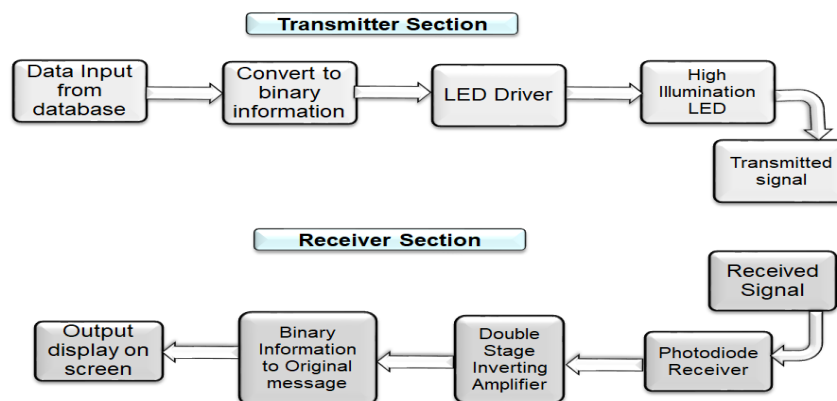 Transmitter Section
Data Input
from
database
Convert to
binary
information
LED Driver
High
Illumination
LED
Transmitted
signal
Receiver Section
Received
Signal
Photodiode
Receiver
Double
Stage
Inverting
Amplifier
Binary
Information
to Original
message
Output
display on
screen